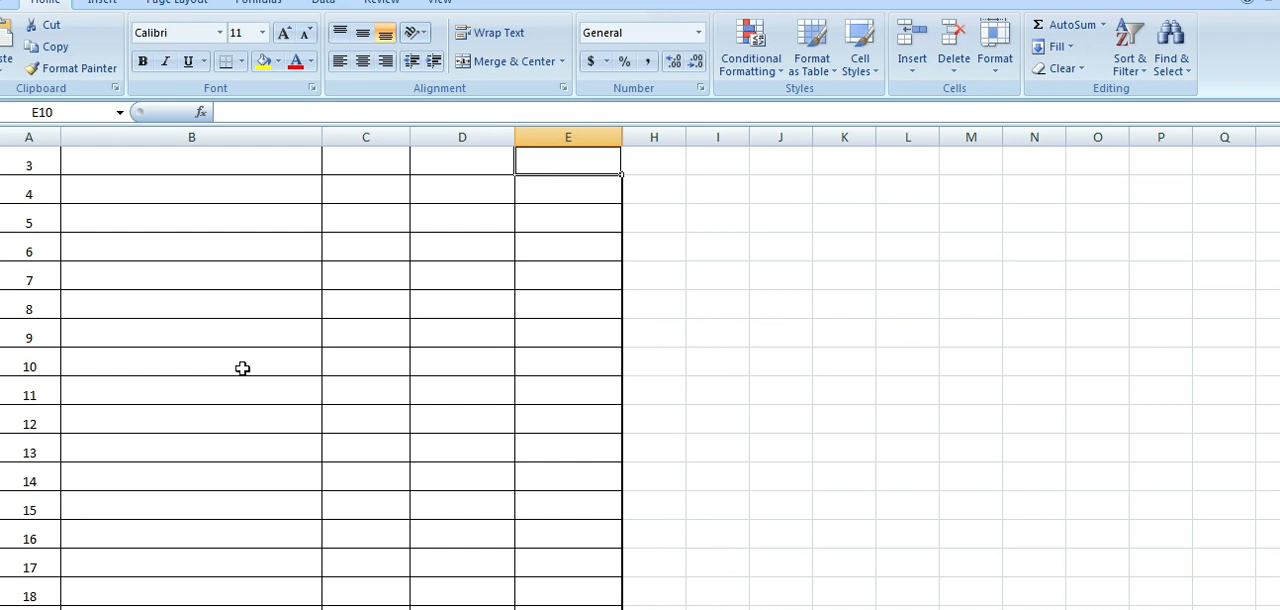 Home Insert Page Layout Formulas Data Review View
Cut Calibri 11 A A Wrap Text General AutoSum
Copy Fill
Format Painter B I U A Merge & Center $ % , .00 .0 Conditional Formatting Format as Table Cell Styles Insert Delete Format Clear Sort & Filter Find & Select
Clipboard Font Alignment Number Styles Cells Editing
E10 fx
A B C D E H I J K L M N O P Q
3
4
5
6
7
8
9
10
11
12
13
14
15
16
17
18